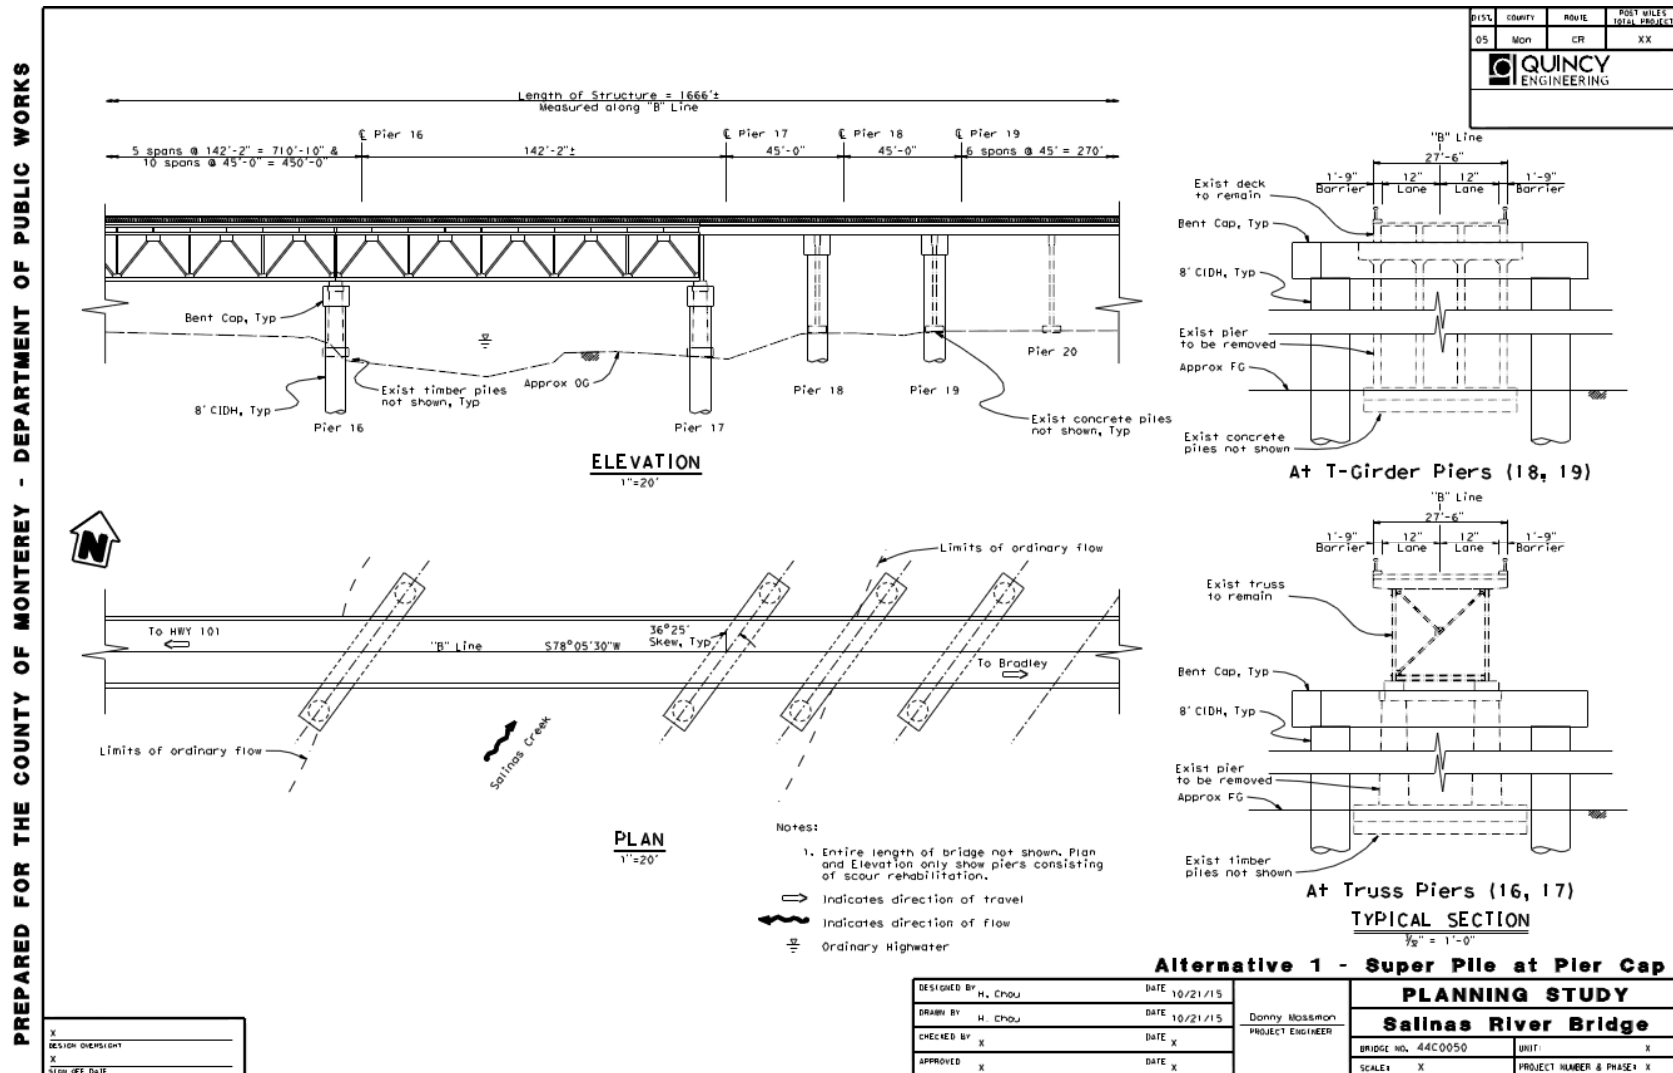 PREPARED FOR THE COUNTY OF MONTEREY - DEPARTMENT OF PUBLIC WORKS
DIST. COUNTY ROUTE POST MILES TOTAL PROJECT
05 Mon CR XX
QUINCY
ENGINEERING
Length of Structure = 1666'±
Measured along "B" Line
℄ Pier 16
℄ Pier 17
℄ Pier 18
℄ Pier 19
5 spans @ 142'-2" = 710'-10" &
10 spans @ 45'-0" = 450'-0"
142'-2"±
45'-0"
45'-0"
6 spans @ 45' = 270'
Bent Cap, Typ
8' CIDH, Typ
Exist timber piles
not shown, Typ
Approx OG
Pier 16
Pier 17
Pier 18
Pier 19
Pier 20
Exist concrete piles
not shown, Typ
ELEVATION
1"=20'
"B" Line
27'-6"
1'-9"
Barrier
12"
Lane
12"
Lane
1'-9"
Barrier
Exist deck
to remain
Bent Cap, Typ
8' CIDH, Typ
Exist pier
to be removed
Approx FG
Exist concrete
piles not shown
At T-Girder Piers (18, 19)
N
To HWY 101
"B" Line
S78°05'30"W
36°25'
Skew, Typ
To Bradley
Limits of ordinary flow
Limits of ordinary flow
Salinas Creek
PLAN
1"=20'
"B" Line
27'-6"
1'-9"
Barrier
12"
Lane
12"
Lane
1'-9"
Barrier
Exist truss
to remain
Bent Cap, Typ
8' CIDH, Typ
Exist pier
to be removed
Approx FG
Exist timber
piles not shown
At Truss Piers (16, 17)
TYPICAL SECTION
Notes:
1. Entire length of bridge not shown. Plan
and Elevation only show piers consisting
of scour rehabilitation.
Indicates direction of travel
Indicates direction of flow
Ordinary Highwater
Alternative 1 - Super Pile at Pier Cap
DESIGNED BY H. Chou DATE 10/21/15
DRAWN BY H. Chou DATE 10/21/15
CHECKED BY X DATE X
APPROVED X DATE X
Danny Mossman
PROJECT ENGINEER
PLANNING STUDY
Salinas River Bridge
BRIDGE NO. 44C0050
UNIT: X
SCALE: X
PROJECT NUMBER & PHASE: X
X
DESIGN OVERSIGHT
X
SIGN OFF DATE